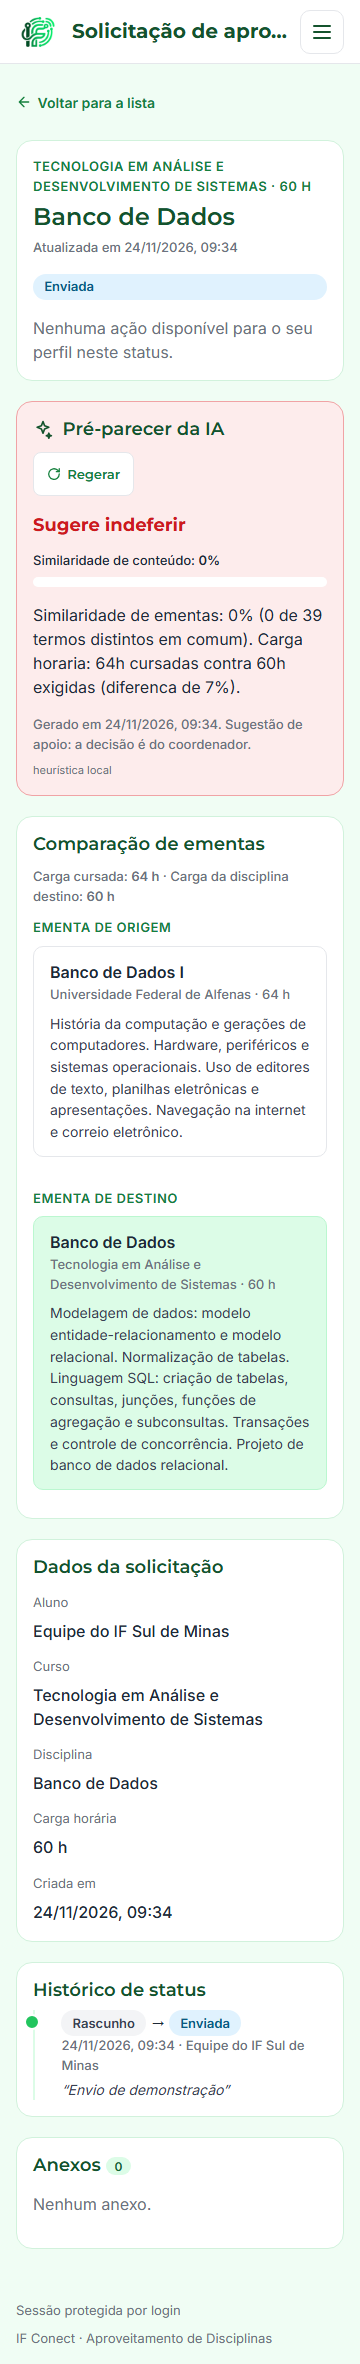 Solicitação de apro...
Voltar para a lista
TECNOLOGIA EM ANÁLISE E
DESENVOLVIMENTO DE SISTEMAS · 60 H
Banco de Dados
Atualizada em 24/11/2026, 09:34
Enviada
Nenhuma ação disponível para o seu
perfil neste status.
Pré-parecer da IA
Regerar
Sugere indeferir
Similaridade de conteúdo: 0%
Similaridade de ementas: 0% (0 de 39
termos distintos em comum). Carga
horaria: 64h cursadas contra 60h
exigidas (diferenca de 7%).
Gerado em 24/11/2026, 09:34. Sugestão de
apoio: a decisão é do coordenador.
heurística local
Comparação de ementas
Carga cursada: 64 h · Carga da disciplina
destino: 60 h
EMENTA DE ORIGEM
Banco de Dados I
Universidade Federal de Alfenas · 64 h
História da computação e gerações de
computadores. Hardware, periféricos e
sistemas operacionais. Uso de editores
de texto, planilhas eletrônicas e
apresentações. Navegação na internet
e correio eletrônico.
EMENTA DE DESTINO
Banco de Dados
Tecnologia em Análise e
Desenvolvimento de Sistemas · 60 h
Modelagem de dados: modelo
entidade-relacionamento e modelo
relacional. Normalização de tabelas.
Linguagem SQL: criação de tabelas,
consultas, junções, funções de
agregação e subconsultas. Transações
e controle de concorrência. Projeto de
banco de dados relacional.
Dados da solicitação
Aluno
Equipe do IF Sul de Minas
Curso
Tecnologia em Análise e
Desenvolvimento de Sistemas
Disciplina
Banco de Dados
Carga horária
60 h
Criada em
24/11/2026, 09:34
Histórico de status
Rascunho → Enviada
24/11/2026, 09:34 · Equipe do IF Sul de
Minas
“Envio de demonstração”
Anexos 0
Nenhum anexo.
Sessão protegida por login
IF Conect · Aproveitamento de Disciplinas